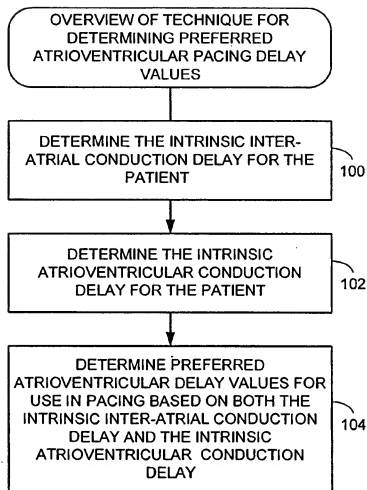 OVERVIEW OF TECHNIQUE FOR
DETERMINING PREFERRED
ATRIOVENTRICULAR PACING DELAY
VALUES
DETERMINE THE INTRINSIC INTER-
ATRIAL CONDUCTION DELAY FOR THE
PATIENT
100
DETERMINE THE INTRINSIC
ATRIOVENTRICULAR CONDUCTION
DELAY FOR THE PATIENT
102
DETERMINE PREFERRED
ATRIOVENTRICULAR DELAY VALUES FOR
USE IN PACING BASED ON BOTH THE
INTRINSIC INTER-ATRIAL CONDUCTION
DELAY AND THE INTRINSIC
ATRIOVENTRICULAR CONDUCTION
DELAY
104